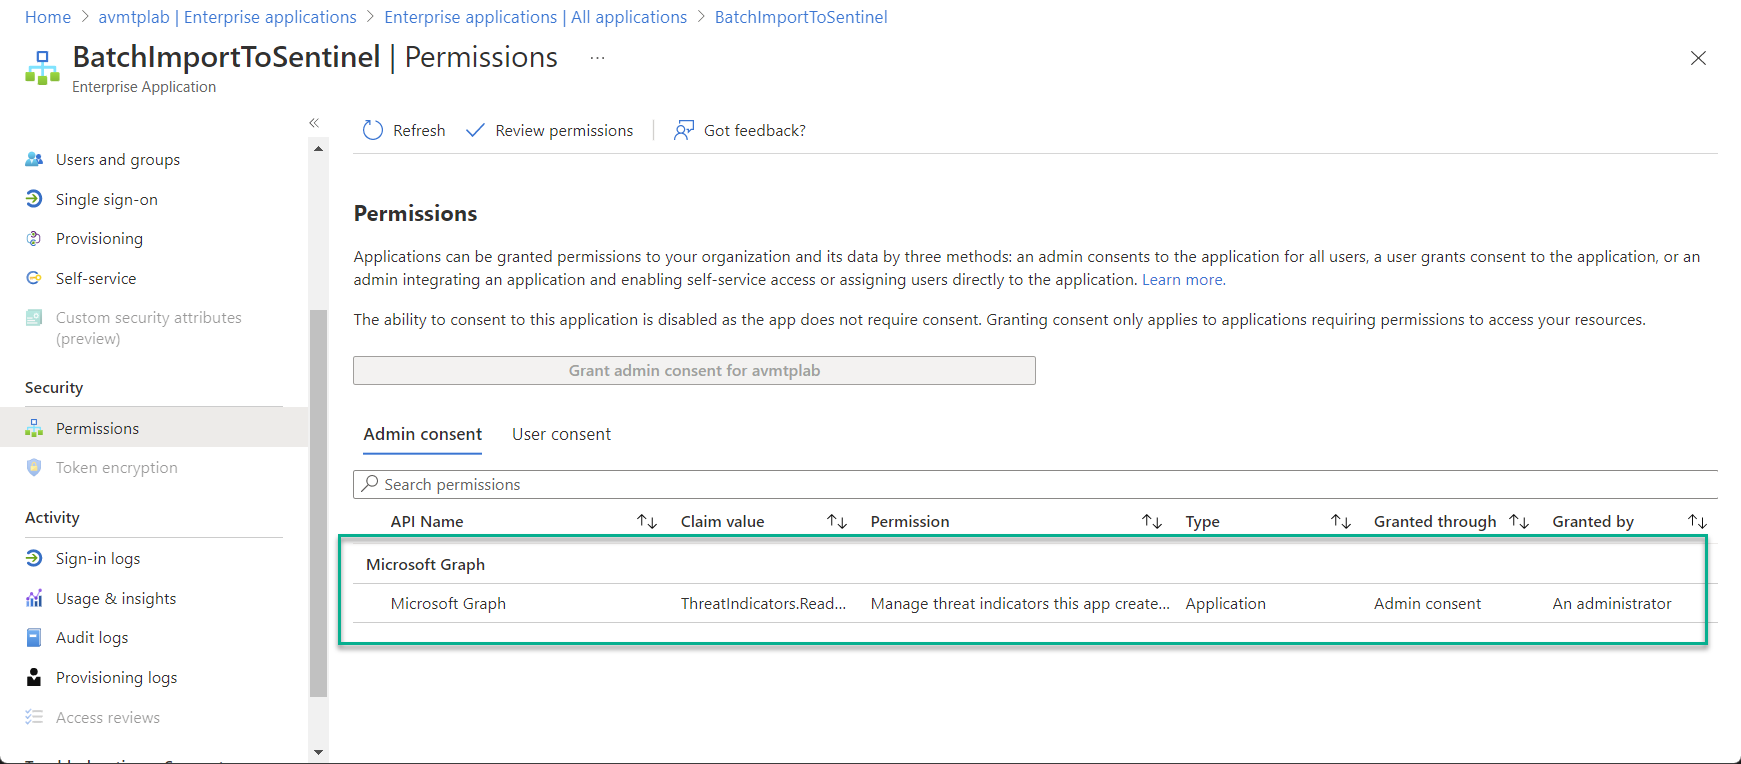 Home > avmtplab | Enterprise applications > Enterprise applications | All applications > BatchImportToSentinel
BatchImportToSentinel | Permissions ...
Enterprise Application
«
Refresh Review permissions Got feedback?
Users and groups
Single sign-on
Provisioning
Self-service
Custom security attributes
(preview)
Security
Permissions
Token encryption
Activity
Sign-in logs
Usage & insights
Audit logs
Provisioning logs
Access reviews
Permissions
Applications can be granted permissions to your organization and its data by three methods: an admin consents to the application for all users, a user grants consent to the application, or an
admin integrating an application and enabling self-service access or assigning users directly to the application. Learn more.
The ability to consent to this application is disabled as the app does not require consent. Granting consent only applies to applications requiring permissions to access your resources.
Grant admin consent for avmtplab
Admin consent User consent
Search permissions
API Name Claim value Permission Type Granted through Granted by
Microsoft Graph
Microsoft Graph ThreatIndicators.Read... Manage threat indicators this app create... Application Admin consent An administrator